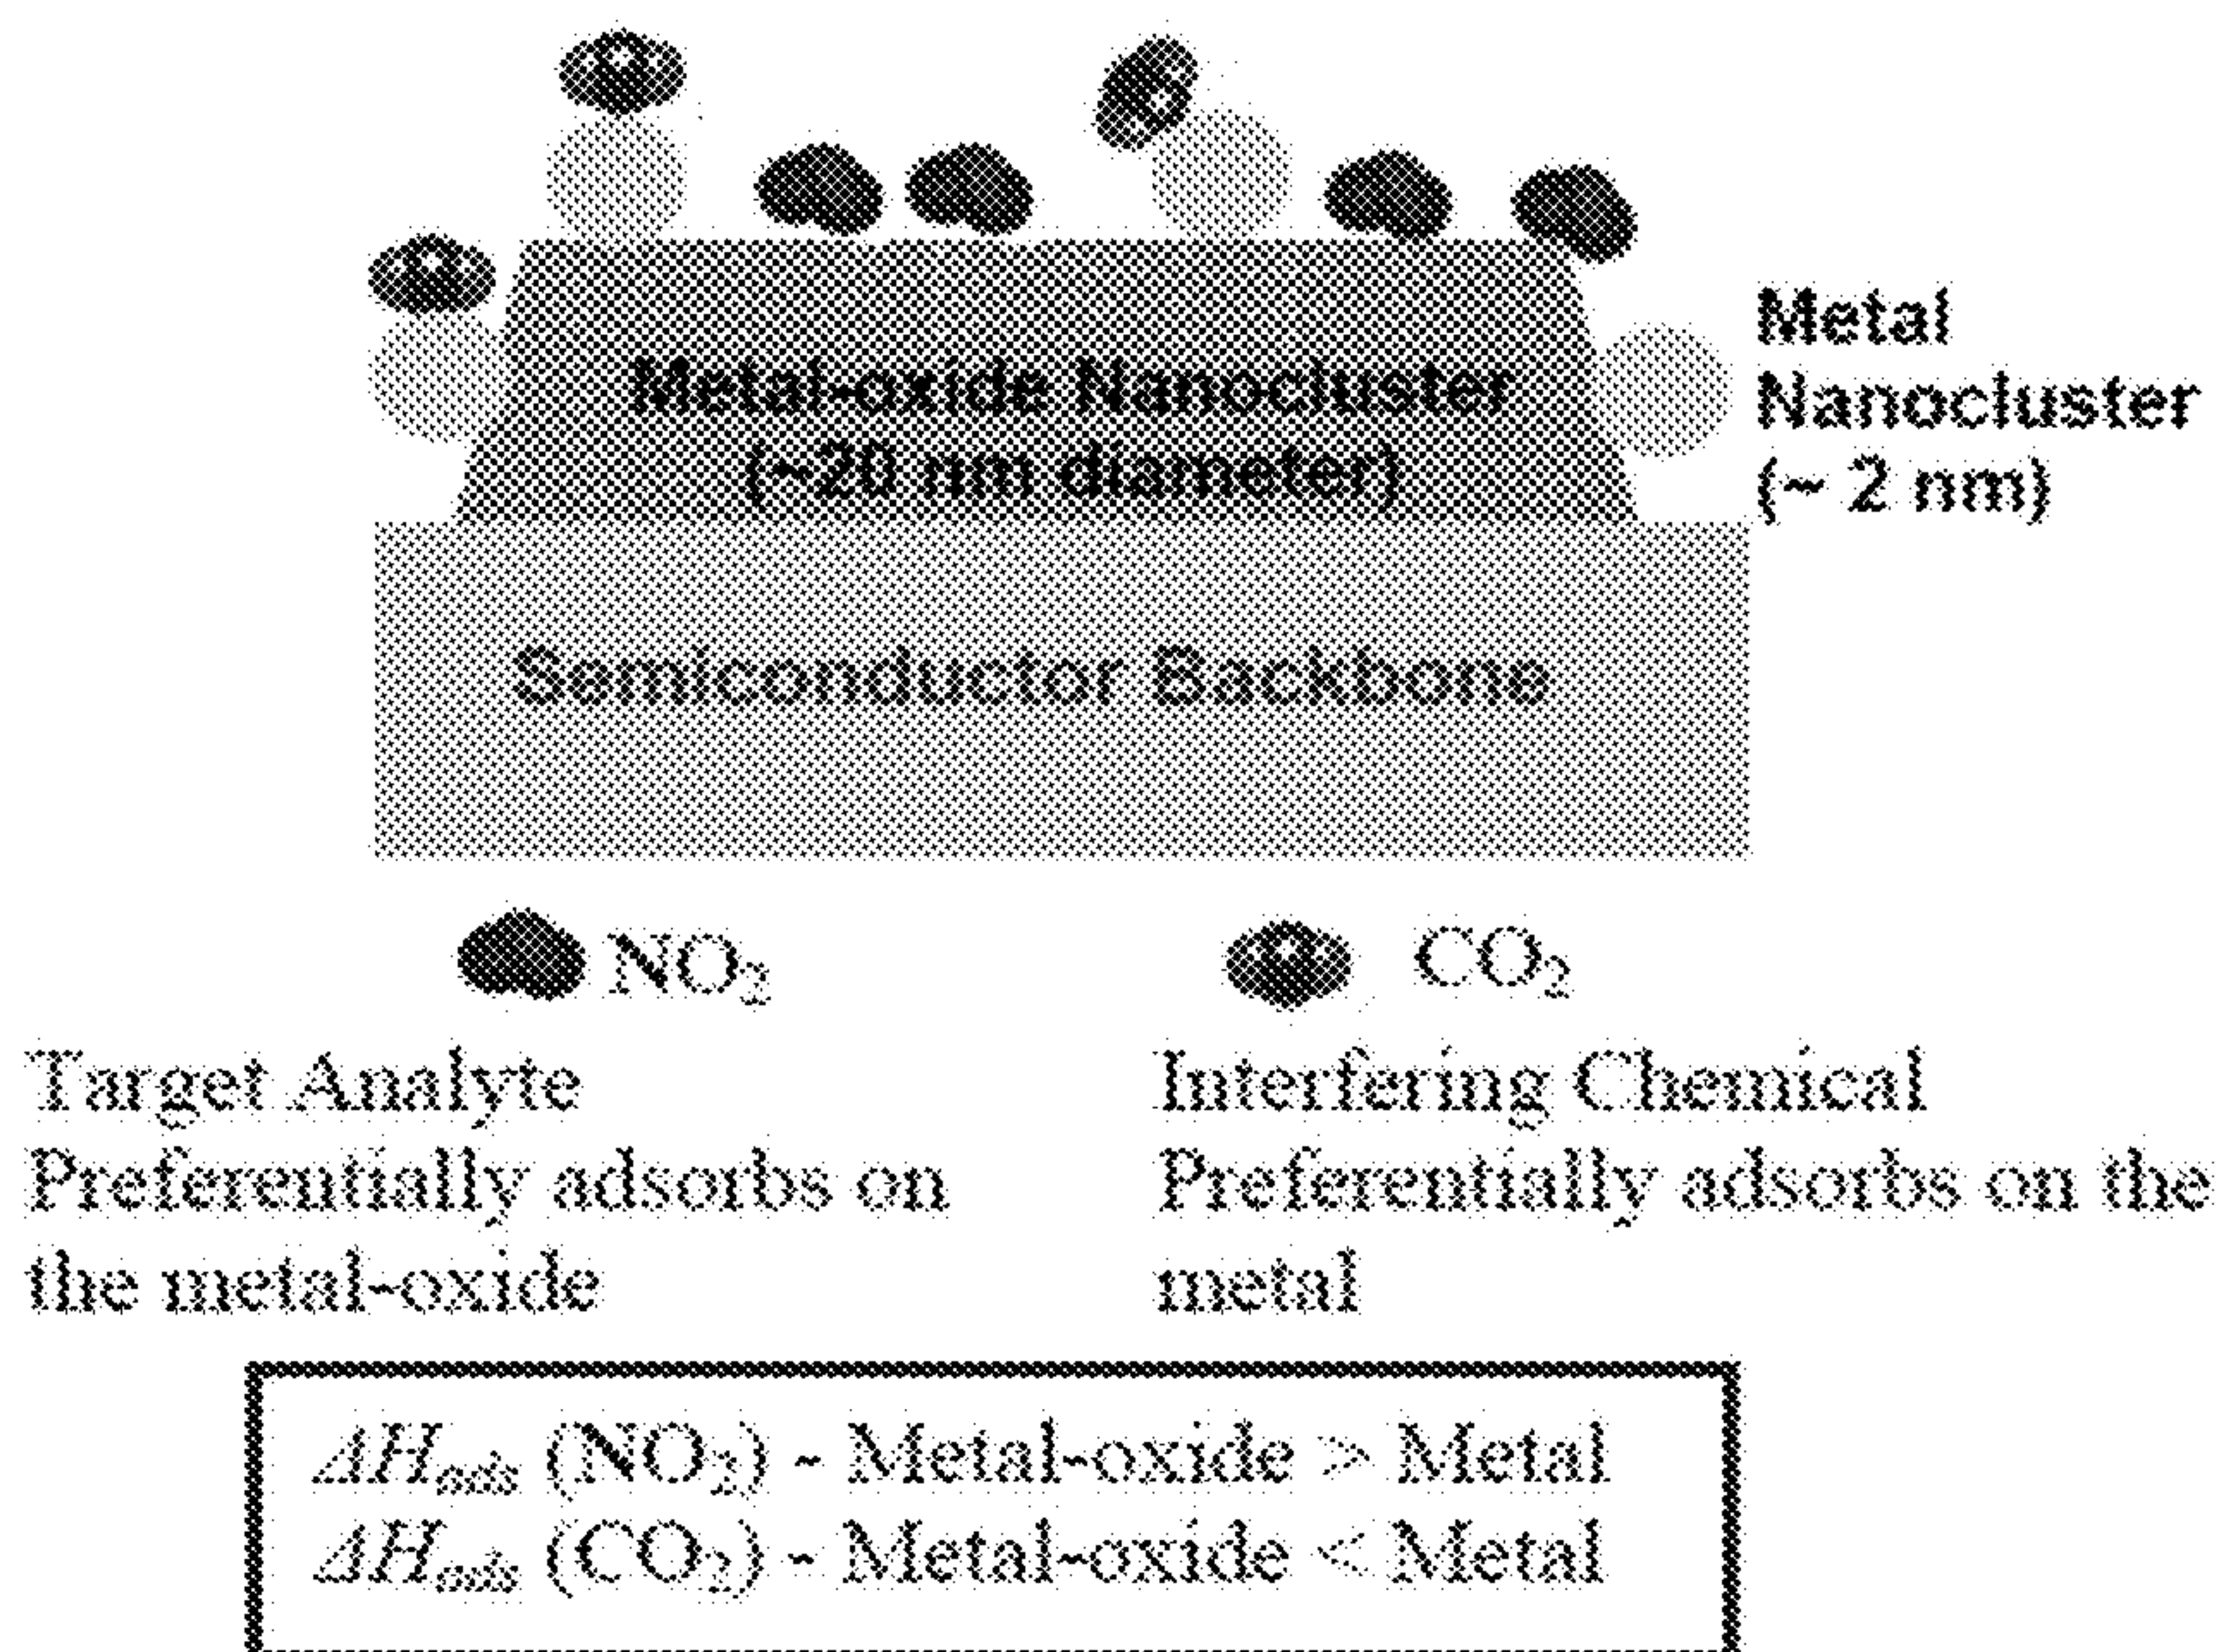 Metal
Nanocluster
(~ 2 nm)
Metal-oxide Nanocluster
(~20 nm diameter)
Semiconductor Backbone
NO₂
CO₂
Target Analyte
Preferentially adsorbs on
the metal-oxide
Interfering Chemical
Preferentially adsorbs on the
metal
ΔHₐds (NO₂) - Metal-oxide > Metal
ΔHₐds (CO₂) - Metal-oxide < Metal